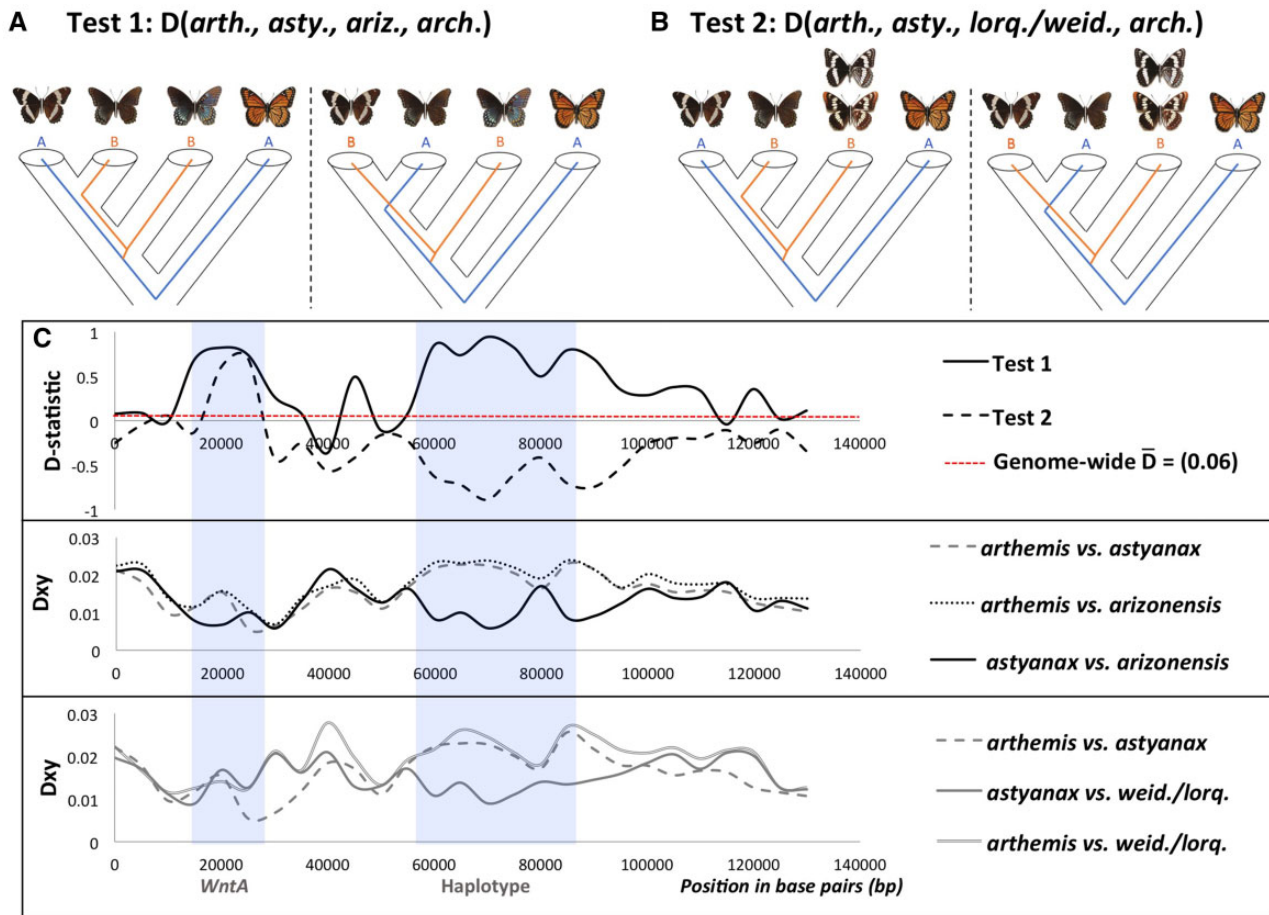 A Test 1: D(arth., asty., ariz., arch.)
B Test 2: D(arth., asty., lorq./weid., arch.)
A B B A
B A B A
A B B A
B A B A
C
D-statistic
1
0.5
0
-0.5
-1
20000 40000 60000 80000 100000 120000 140000
Test 1
Test 2
Genome-wide D̅ = (0.06)
Dxy
0.03
0.02
0.01
0
0 20000 40000 60000 80000 100000 120000 140000
arthemis vs. astyanax
arthemis vs. arizonensis
astyanax vs. arizonensis
Dxy
0.03
0.02
0.01
0
0 20000 40000 60000 80000 100000 120000 140000
arthemis vs. astyanax
astyanax vs. weid./lorq.
arthemis vs. weid./lorq.
WntA Haplotype Position in base pairs (bp)